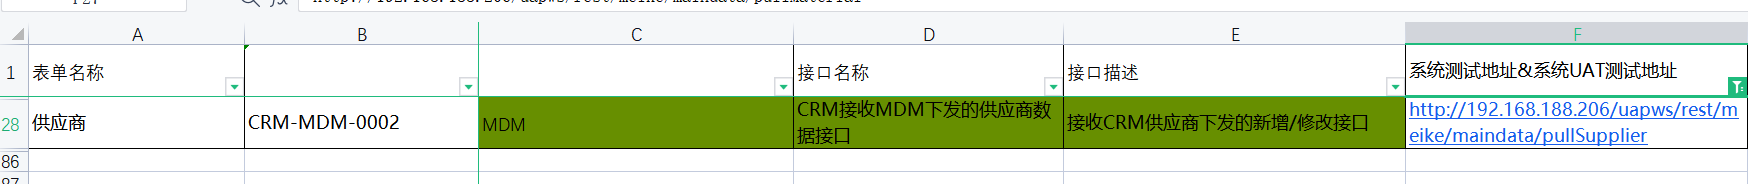 A B C D E F
1 表单名称 接口名称 接口描述 系统测试地址&系统UAT测试地址
28 供应商 CRM-MDM-0002 MDM CRM接收MDM下发的供应商数 接收CRM供应商下发的新增/修改接口 http://192.168.188.206/uapws/rest/m
据接口 eike/maindata/pullSupplier
86